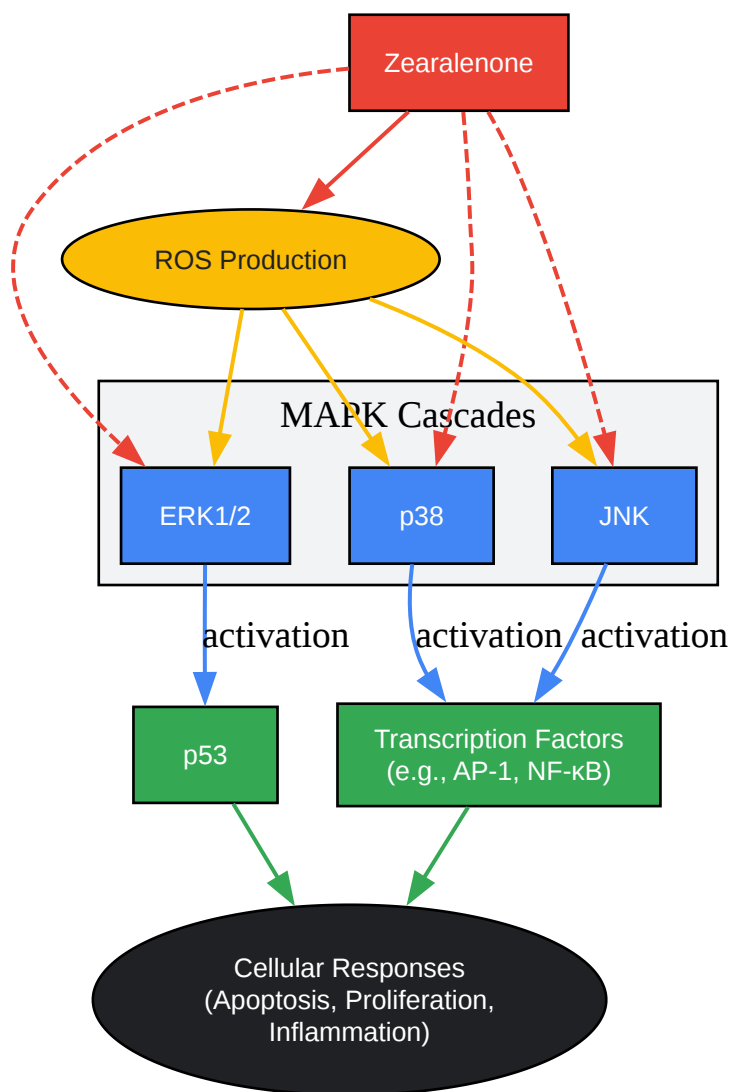 Zearalenone
ROS Production
MAPK Cascades
ERK1/2
p38
JNK
activation
activation
activation
p53
Transcription Factors
(e.g., AP-1, NF-κB)
Cellular Responses
(Apoptosis, Proliferation,
Inflammation)